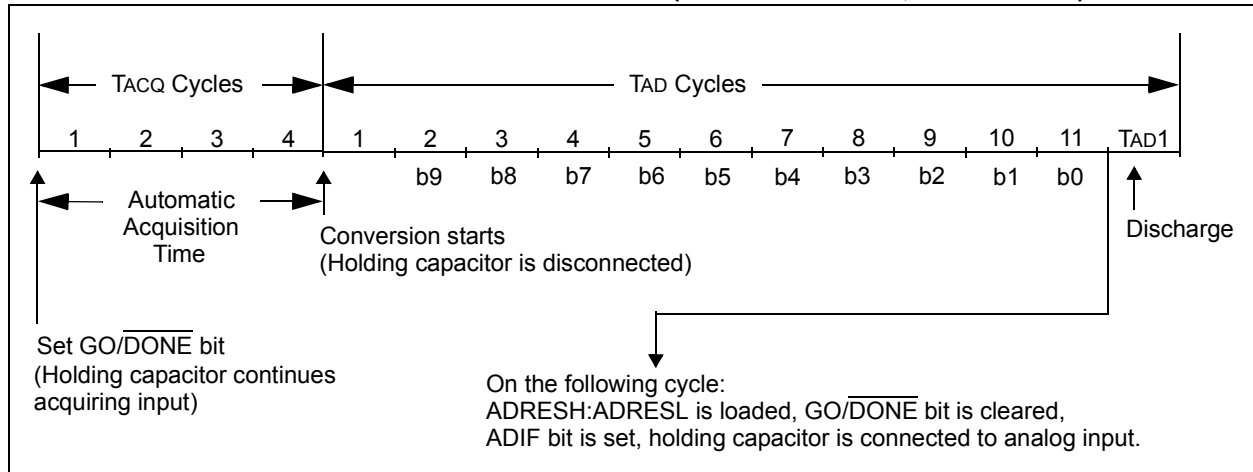 TACQ Cycles
TAD Cycles
1 2 3 4 1 2 3 4 5 6 7 8 9 10 11 TAD1
b9 b8 b7 b6 b5 b4 b3 b2 b1 b0
Automatic
Acquisition
Time
Conversion starts
(Holding capacitor is disconnected)
Discharge
Set GO/DONE bit
(Holding capacitor continues
acquiring input)
On the following cycle:
ADRESH:ADRESL is loaded, GO/DONE bit is cleared,
ADIF bit is set, holding capacitor is connected to analog input.